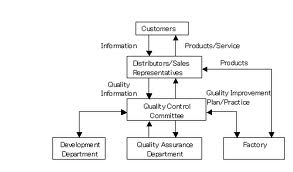 Customers
Information
Products/Service
Distributors/Sales
Representatives
Products
Quality
Information
Quality Improvement
Plan/Practice
Quality Control
Committee
Development
Department
Quality Assurance
Department
Factory